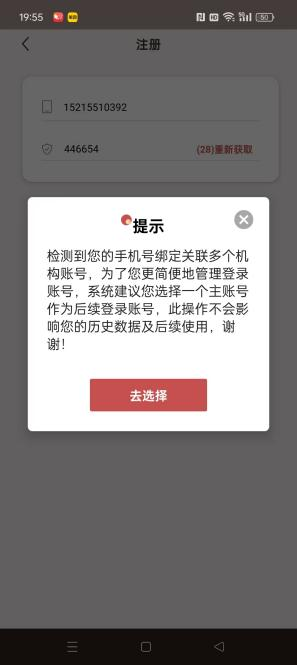 19:55
50
注册
15215510392
446654
(28)重新获取
提示
检测到您的手机号绑定关联多个机
构账号，为了您更简便地管理登录
账号，系统建议您选择一个主账号
作为后续登录账号，此操作不会影
响您的历史数据及后续使用，谢
谢！
去选择